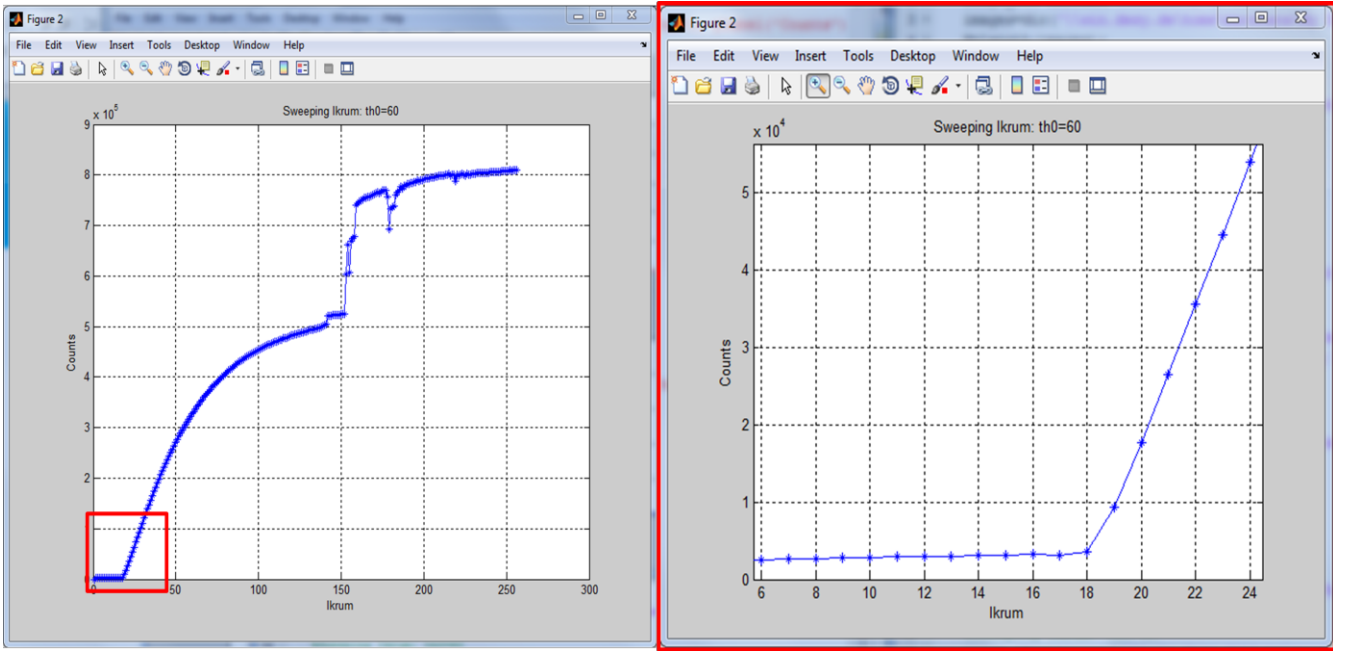 Figure 2
File Edit View Insert Tools Desktop Window Help
x 10^5
Sweeping Ikrum: th0=60
9
8
7
6
5
4
3
2
Counts
0 50 100 150 200 250 300
Ikrum
Figure 2
File Edit View Insert Tools Desktop Window Help
x 10^4
Sweeping Ikrum: th0=60
5
4
3
2
1
0
Counts
6 8 10 12 14 16 18 20 22 24
Ikrum